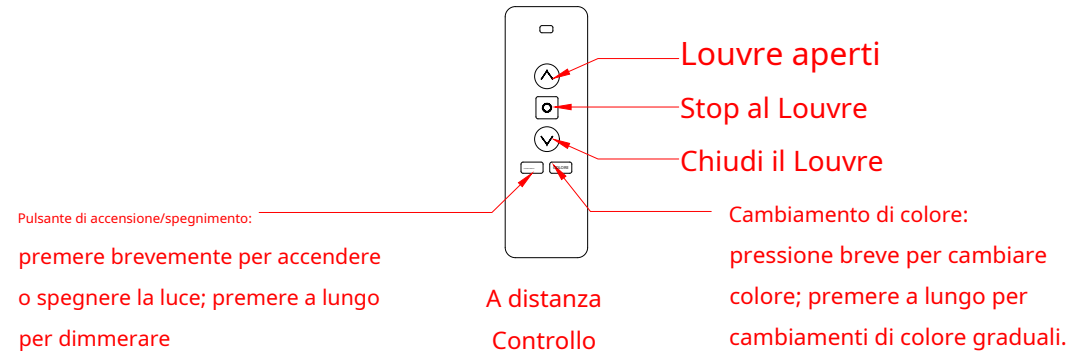 Louvre aperti
Stop al Louvre
Chiudi il Louvre
COLORE
Pulsante di accensione/spegnimento:
premere brevemente per accendere
o spegnere la luce; premere a lungo
per dimmerare
A distanza
Controllo
Cambiamento di colore:
pressione breve per cambiare
colore; premere a lungo per
cambiamenti di colore graduali.